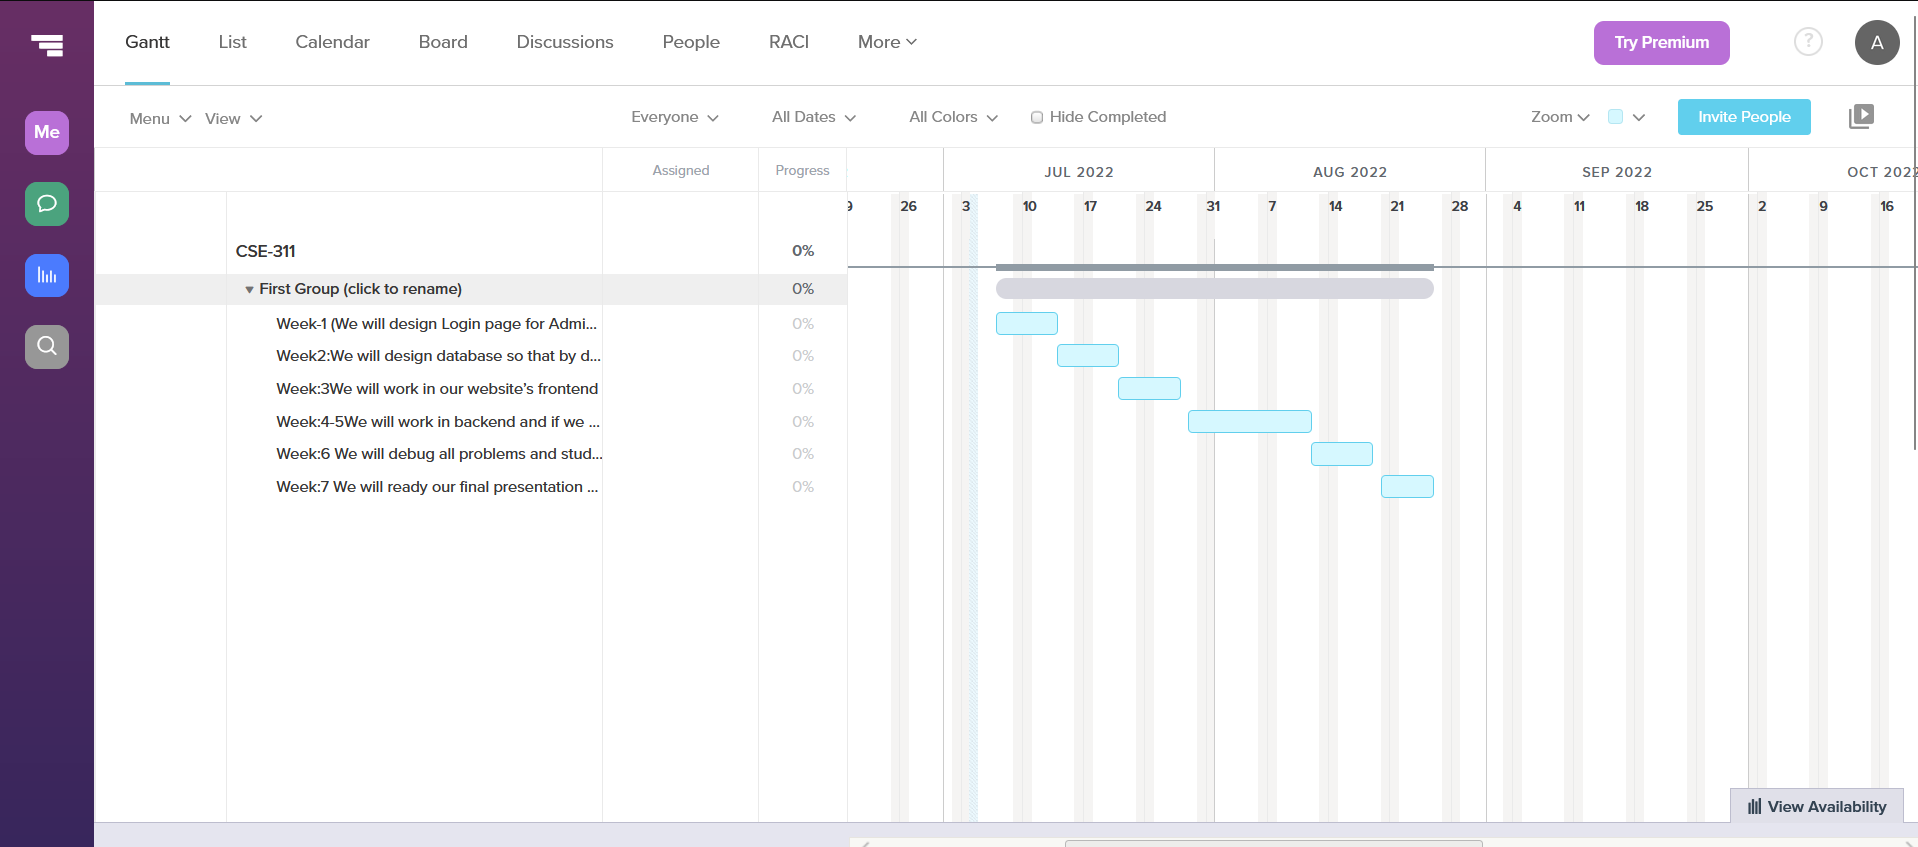 Gantt List Calendar Board Discussions People RACI More Try Premium ? A
Me
Menu View Everyone All Dates All Colors Hide Completed Zoom Invite People
Assigned Progress JUL 2022 AUG 2022 SEP 2022 OCT 2022
9 26 3 10 17 24 31 7 14 21 28 4 11 18 25 2 9 16
CSE-311 0%
First Group (click to rename) 0%
Week-1 (We will design Login page for Admi... 0%
Week2:We will design database so that by d... 0%
Week:3We will work in our website’s frontend 0%
Week:4-5We will work in backend and if we ... 0%
Week:6 We will debug all problems and stud... 0%
Week:7 We will ready our final presentation ... 0%
View Availability